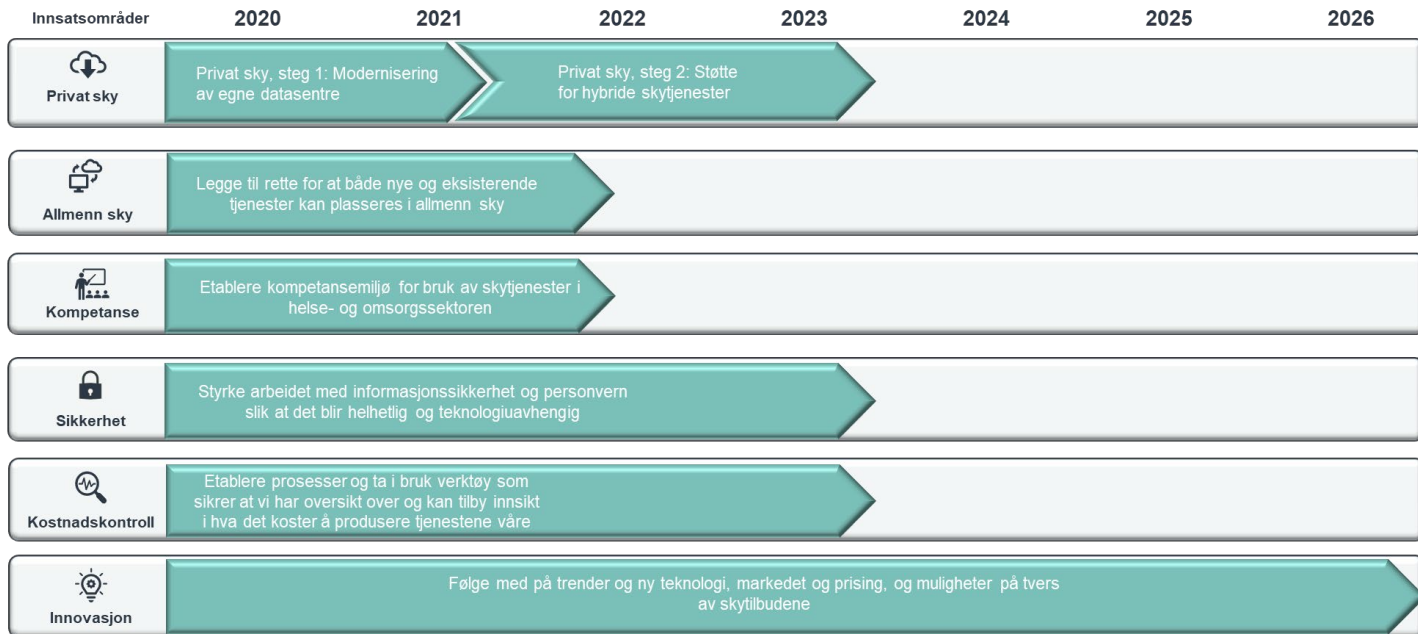 Innsatsområder 2020 2021 2022 2023 2024 2025 2026
Privat sky
Privat sky, steg 1: Modernisering
av egne datasentre
Privat sky, steg 2: Støtte
for hybride skytjenester
Allmenn sky
Legge til rette for at både nye og eksisterende
tjenester kan plasseres i allmenn sky
Kompetanse
Etablere kompetansemiljø for bruk av skytjenester i
helse- og omsorgssektoren
Sikkerhet
Styrke arbeidet med informasjonssikkerhet og personvern
slik at det blir helhetlig og teknologiuavhengig
Kostnadskontroll
Etablere prosesser og ta i bruk verktøy som
sikrer at vi har oversikt over og kan tilby innsikt
i hva det koster å produsere tjenestene våre
Innovasjon
Følge med på trender og ny teknologi, markedet og prising, og muligheter på tvers
av skytilbudene